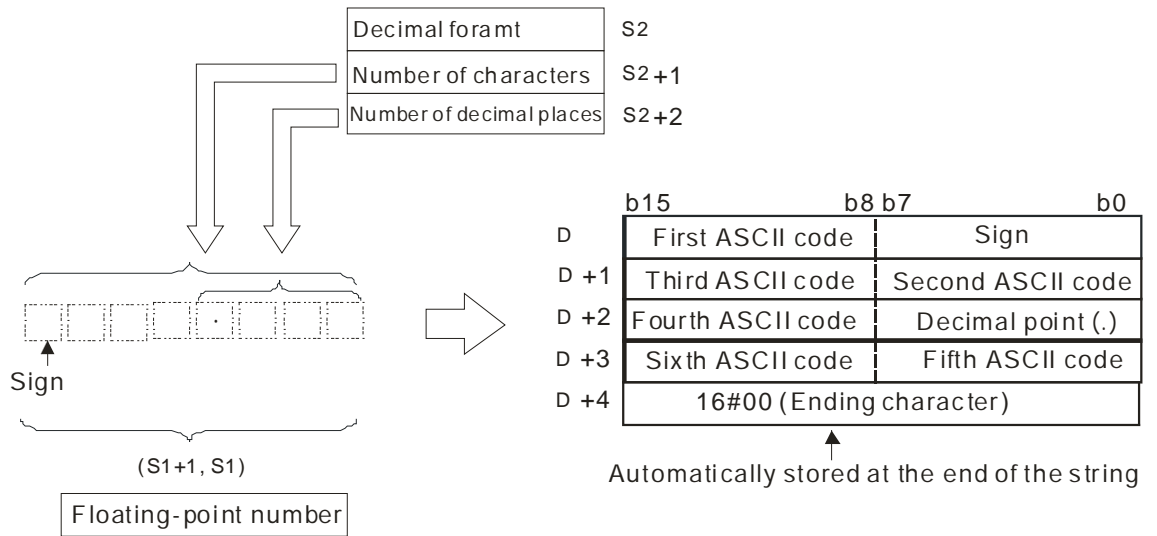 Decimal foramt S2
Number of characters S2+1
Number of decimal places S2+2
b15 b8 b7 b0
D First ASCII code Sign
D +1 Third ASCII code Second ASCII code
D +2 Fourth ASCII code Decimal point (.)
D +3 Sixth ASCII code Fifth ASCII code
D +4 16#00 (Ending character)
Automatically stored at the end of the string
.
Sign
(S1+1, S1)
Floating-point number